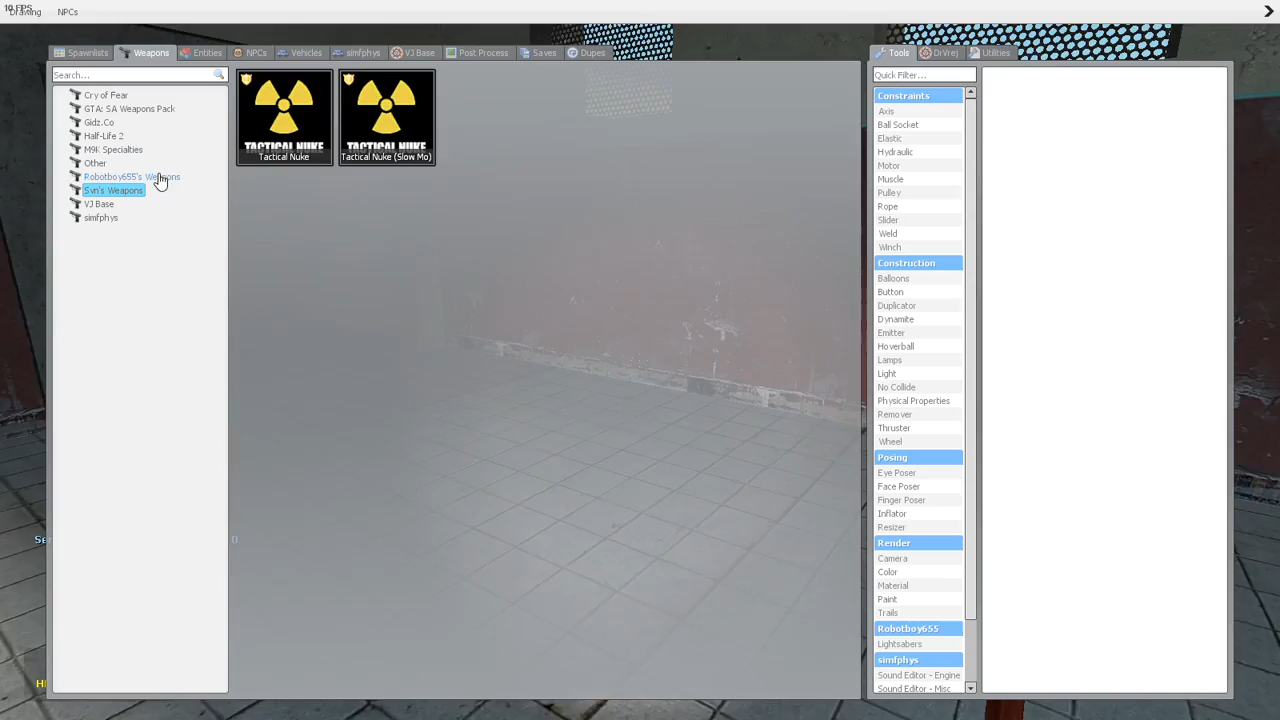 10 FPS
Drawing NPCs
Spawnlists Weapons Entities NPCs Vehicles simfphys VJ Base Post Process Saves Dupes
Tools DrVrej Utilities
Search...
Quick Filter...
Cry of Fear
GTA: SA Weapons Pack
Gidz.Co
Half-Life 2
M9K Specialties
Other
Robotboy655's Weapons
Svn's Weapons
VJ Base
simfphys
TACTICAL NUKE
Tactical Nuke
TACTICAL NUKE
Tactical Nuke (Slow Mo)
Constraints
Axis
Ball Socket
Elastic
Hydraulic
Motor
Muscle
Pulley
Rope
Slider
Weld
Winch
Construction
Balloons
Button
Duplicator
Dynamite
Emitter
Hoverball
Lamps
Light
No Collide
Physical Properties
Remover
Thruster
Wheel
Posing
Eye Poser
Face Poser
Finger Poser
Inflator
Resizer
Render
Camera
Color
Material
Paint
Trails
Robotboy655
Lightsabers
simfphys
Sound Editor - Engine
Sound Editor - Misc